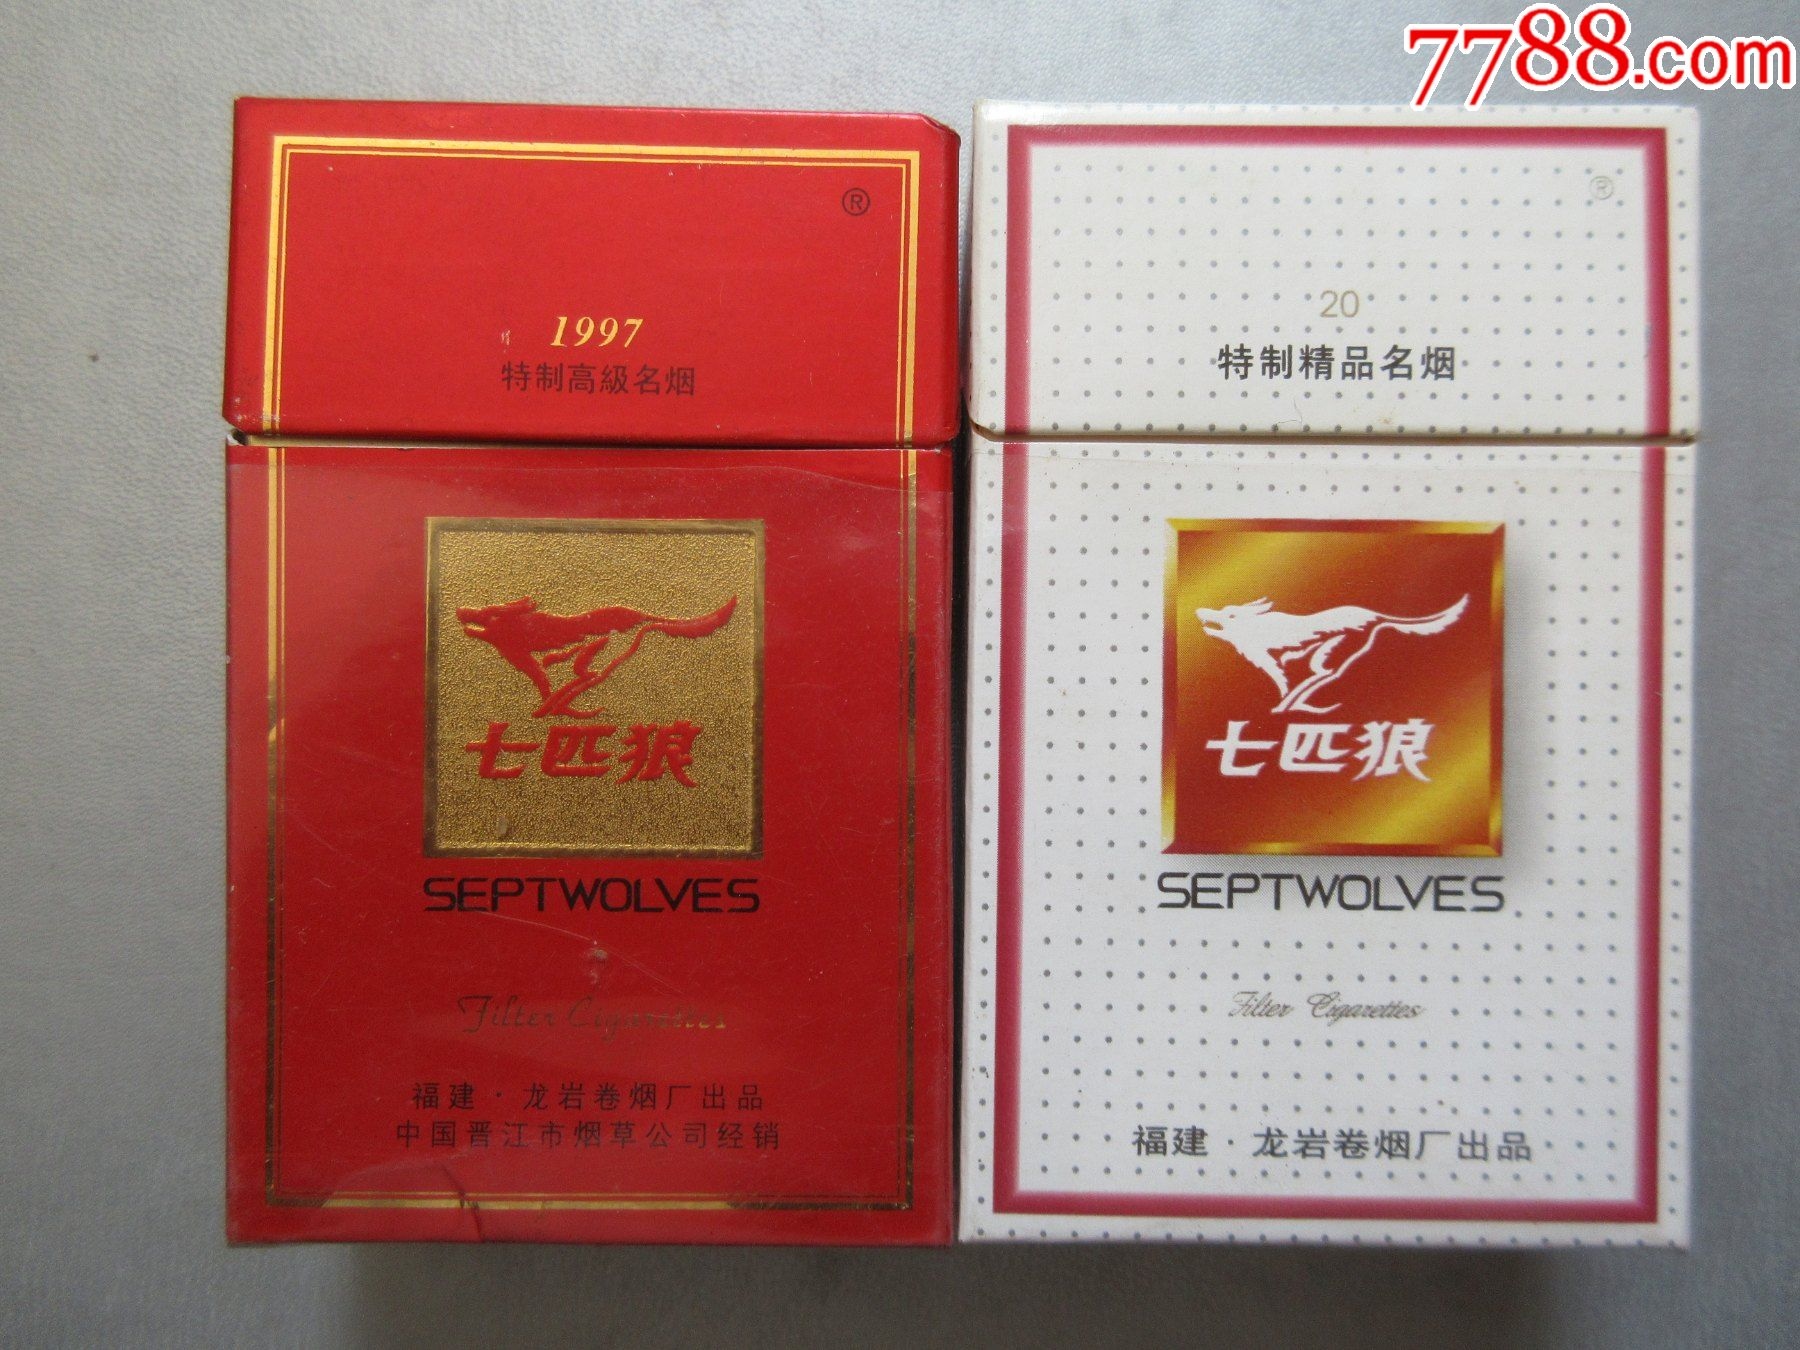 7788.com
®
1997
特制高級名烟
七匹狼
SEPTWOLVES
Filter Cigarettes
福建·龙岩卷烟厂出品
中国晋江市烟草公司经销
®
20
特制精品名烟
七匹狼
SEPTWOLVES
Filter Cigarettes
福建·龙岩卷烟厂出品